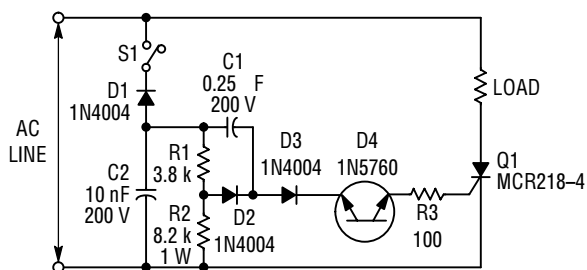 S1
C1
0.25 F
200 V
D1
1N4004
AC
LINE
C2
10 nF
200 V
R1
3.8 k
R2
8.2 k
1 W
D2
1N4004
D3
1N4004
D4
1N5760
R3
100
LOAD
Q1
MCR218–4